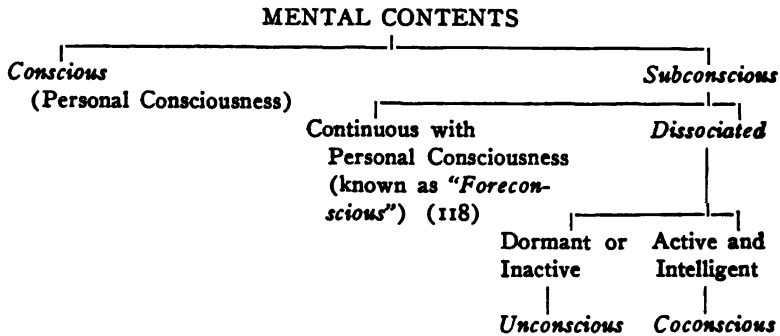 MENTAL CONTENTS
Conscious
(Personal Consciousness)
Subconscious
Continuous with
Personal Consciousness
(known as "Forecon-
scious") (118)
Dissociated
Dormant or
Inactive
Active and
Intelligent
Unconscious
Coconscious